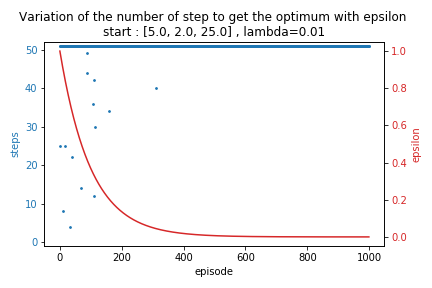 Variation of the number of step to get the optimum with epsilon
start : [5.0, 2.0, 25.0] , lambda=0.01
50
40
30
20
10
0
steps
1.0
0.8
0.6
0.4
0.2
0.0
epsilon
0 200 400 600 800 1000
episode